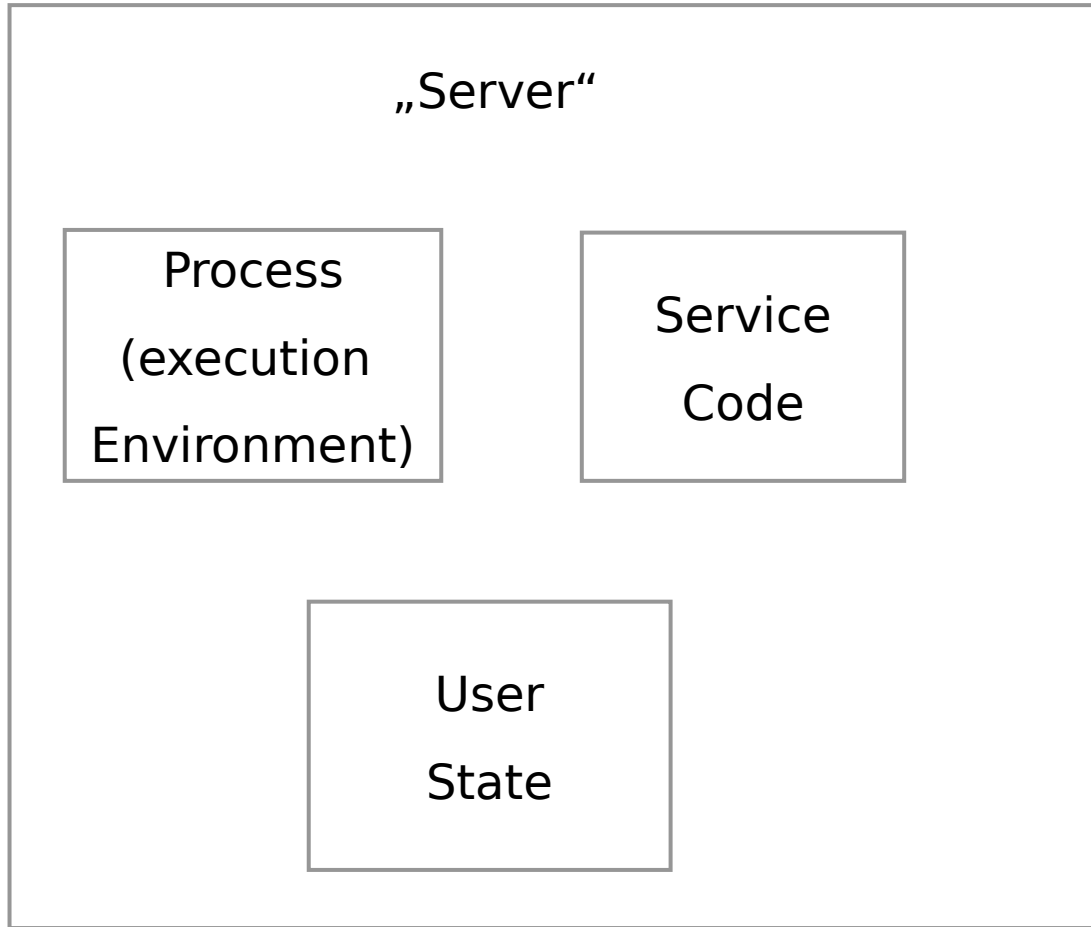 „Server“
Process
(execution
Environment)
Service
Code
User
State